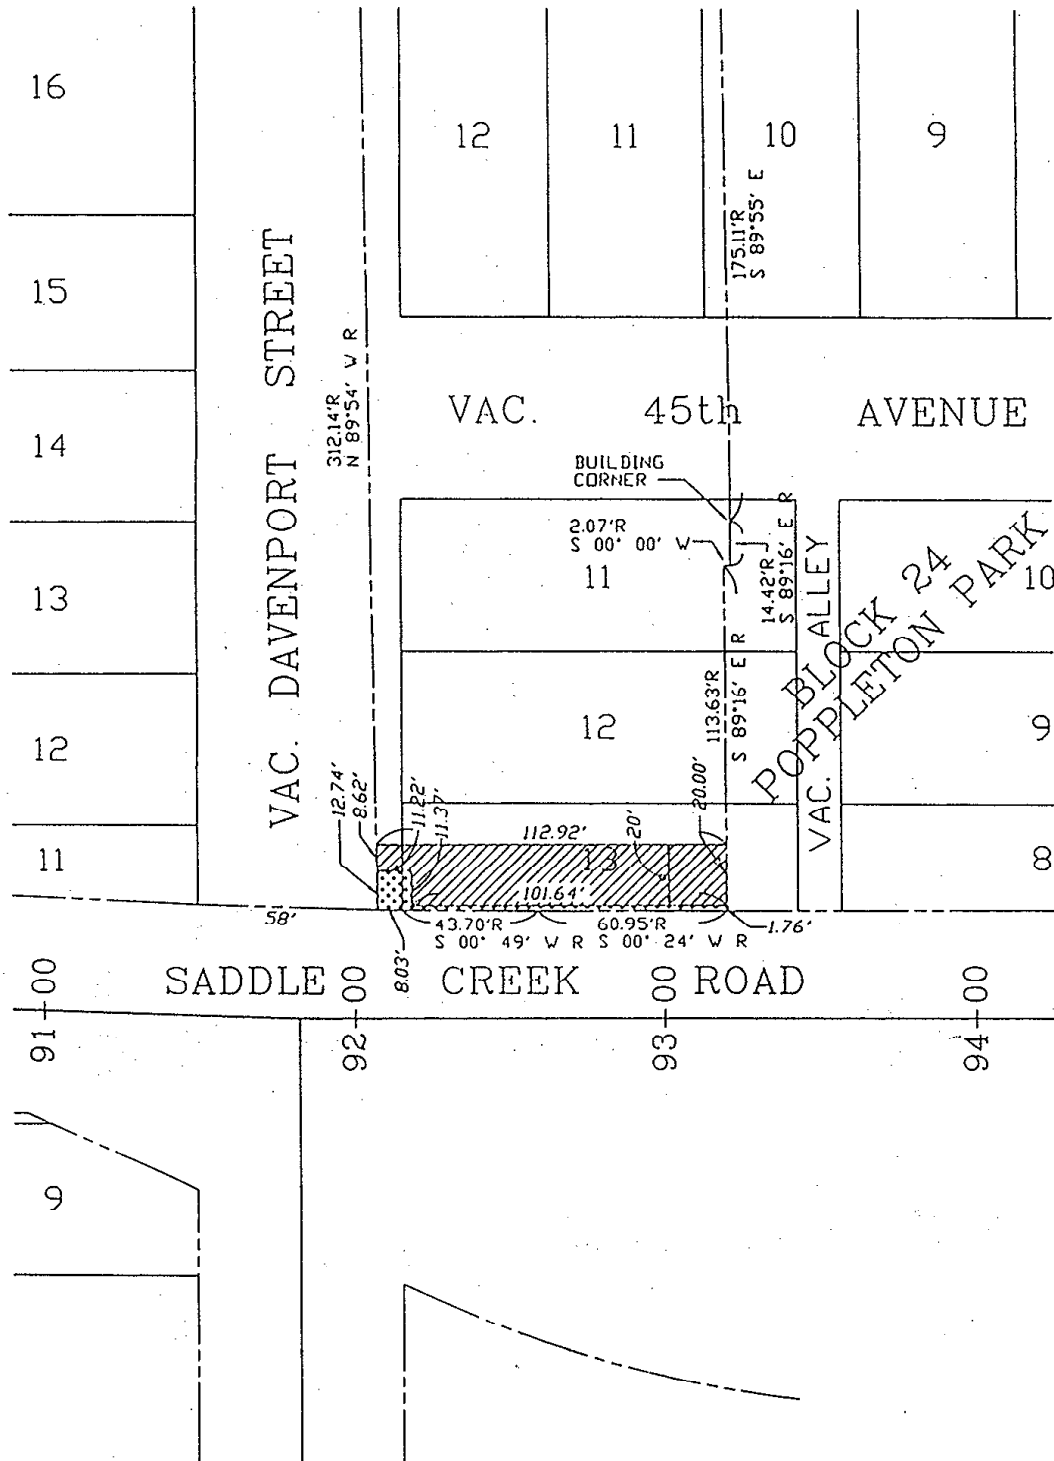 16
15
14
13
12
11
VAC. DAVENPORT STREET
312.14'R
N 89°54' W R
12
11
10
9
175.11'R
S 89°55' E
VAC. 45th AVENUE
BUILDING
CORNER
2.07'R
S 00° 00' W
11
14.42'R
S 89°16' E R
12
113.63'R
S 89°16' E R
VAC. ALLEY
BLOCK 24
POPPLETON PARK
10
9
8
12.74'
8.62'
11.22'
11.37'
112.92'
20'
20.00'
13
101.64'
58'
8.03'
43.70'R
S 00° 49' W R
60.95'R
S 00° 24' W R
1.76'
SADDLE CREEK ROAD
91 00
92 00
93 00
94 00
9